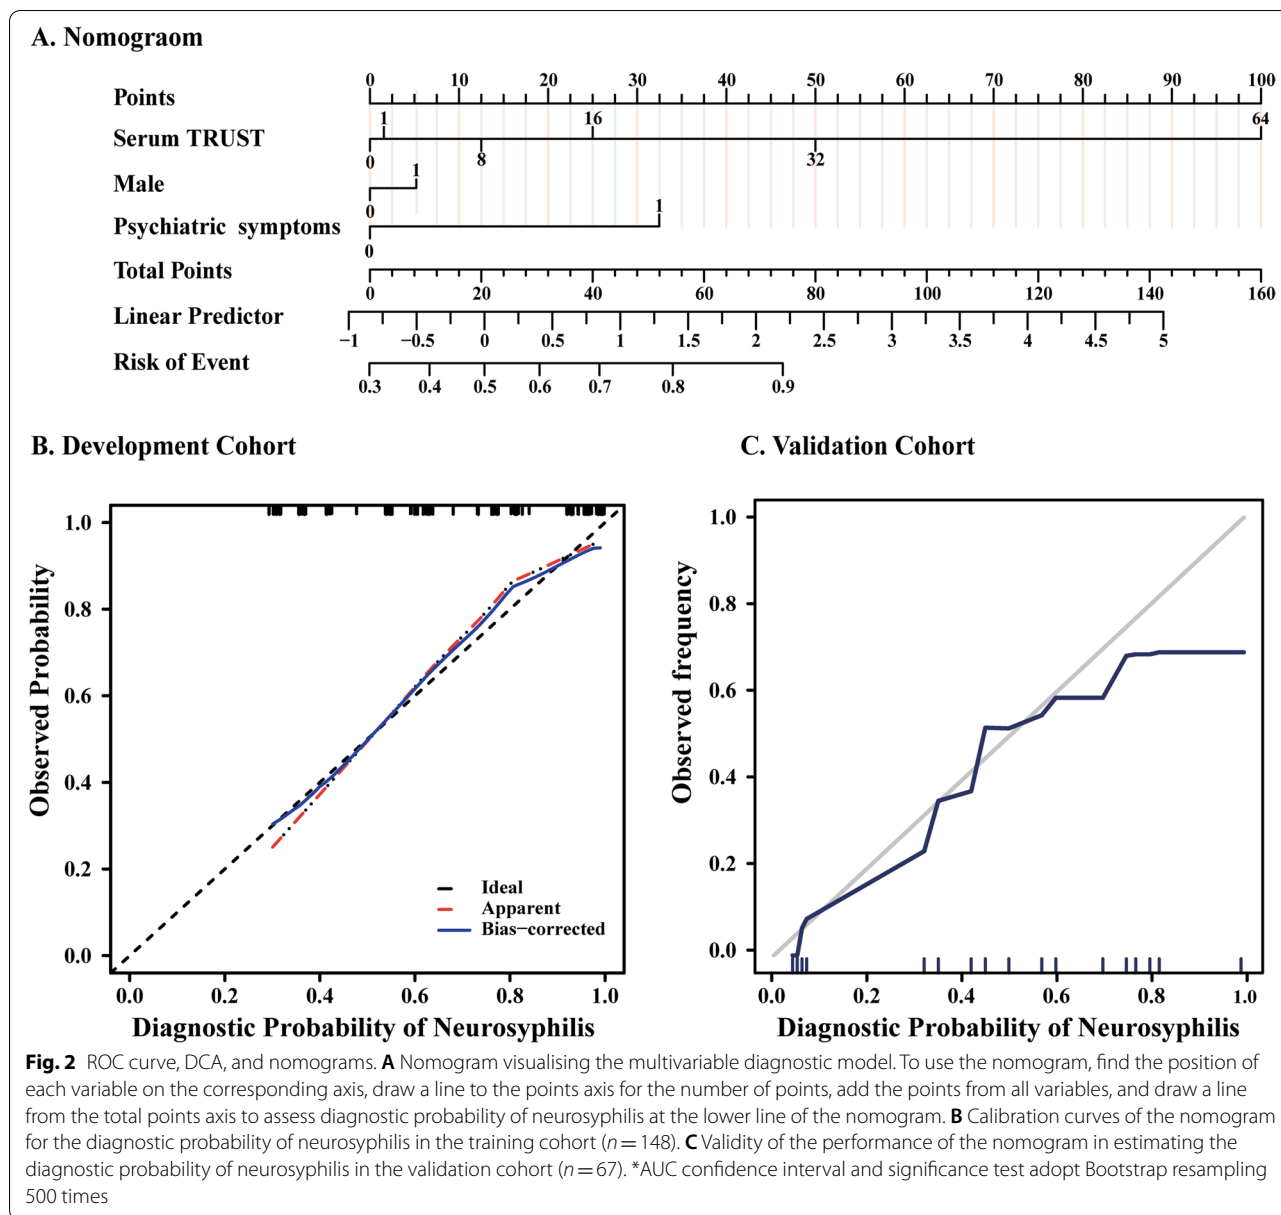 A. Nomograom
Points
0 10 20 30 40 50 60 70 80 90 100
1 16 64
Serum TRUST
0 8 32
1
Male
0
1
Psychiatric symptoms
0
Total Points
0 20 40 60 80 100 120 140 160
Linear Predictor
−1 −0.5 0 0.5 1 1.5 2 2.5 3 3.5 4 4.5 5
Risk of Event
0.3 0.4 0.5 0.6 0.7 0.8 0.9
B. Development Cohort
Observed Probability
1.0
0.8
0.6
0.4
0.2
0.0
Ideal
Apparent
Bias−corrected
0.0 0.2 0.4 0.6 0.8 1.0
Diagnostic Probability of Neurosyphilis
C. Validation Cohort
Observed frequency
1.0
0.8
0.6
0.4
0.2
0.0
0.0 0.2 0.4 0.6 0.8 1.0
Diagnostic Probability of Neurosyphilis
Fig. 2 ROC curve, DCA, and nomograms. A Nomogram visualising the multivariable diagnostic model. To use the nomogram, find the position of
each variable on the corresponding axis, draw a line to the points axis for the number of points, add the points from all variables, and draw a line
from the total points axis to assess diagnostic probability of neurosyphilis at the lower line of the nomogram. B Calibration curves of the nomogram
for the diagnostic probability of neurosyphilis in the training cohort (n = 148). C Validity of the performance of the nomogram in estimating the
diagnostic probability of neurosyphilis in the validation cohort (n = 67). *AUC confidence interval and significance test adopt Bootstrap resampling
500 times